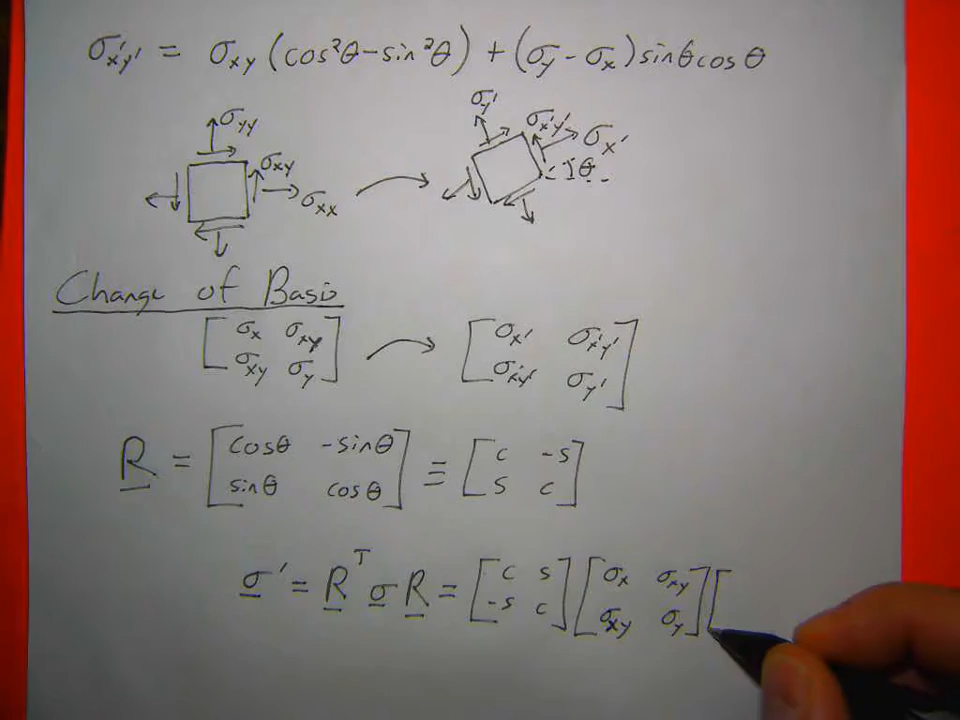 σx'y' = σxy (cos²θ - sin²θ) + (σy - σx) sinθ cosθ
σyy σxy σxx
σy' σx'y' σx' θ
Change of Basis
[σx σxy] [σx' σx'y']
[σxy σy] [σx'y' σy']
R = [cosθ -sinθ] ≡ [c -s]
[sinθ cosθ] [s c]
σ' = Rᵀ σ R = [c s] [σx σxy] [
[-s c] [σxy σy]